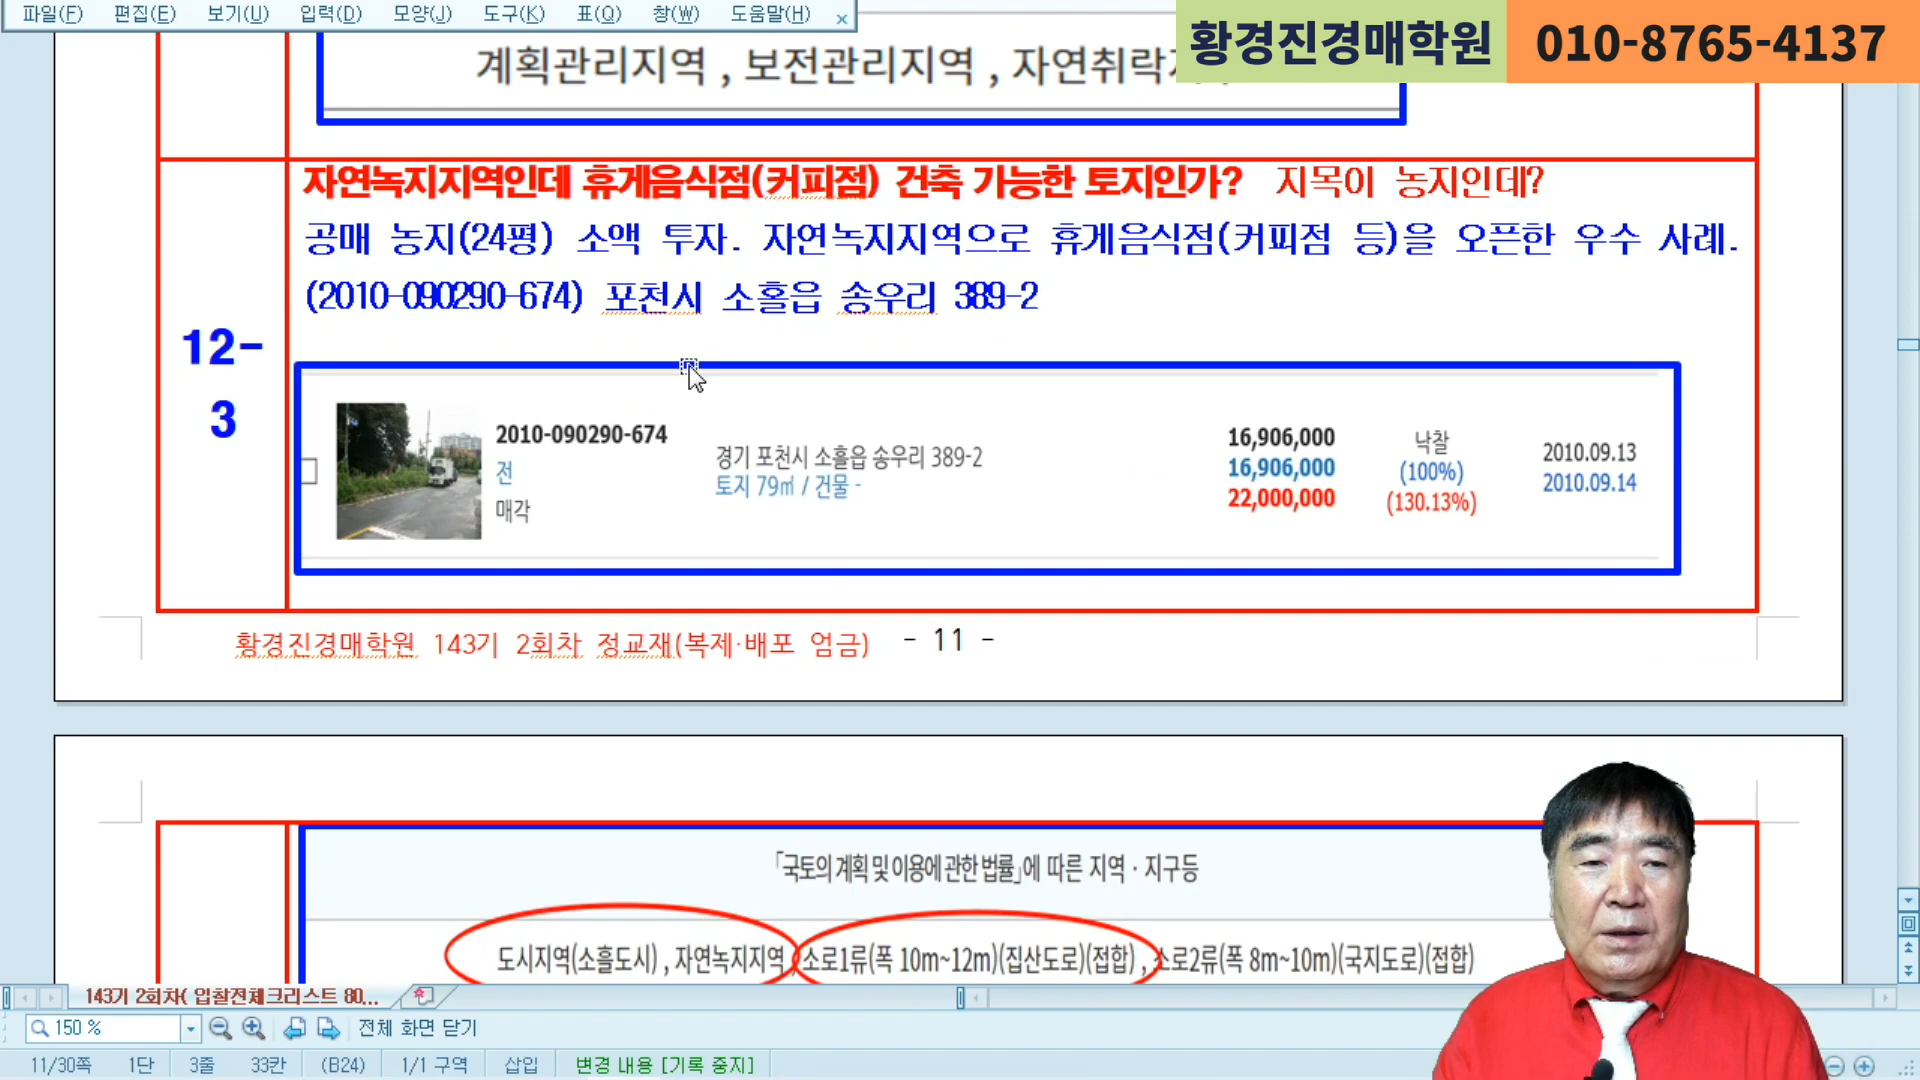 파일(F) 편집(E) 보기(U) 입력(D) 모양(J) 도구(K) 표(Q) 창(W) 도움말(H) x
황경진경매학원 010-8765-4137
계획관리지역 , 보전관리지역 , 자연취락
자연녹지지역인데 휴게음식점(커피점) 건축 가능한 토지인가? 지목이 농지인데?
공매 농지(24평) 소액 투자. 자연녹지지역으로 휴게음식점(커피점 등)을 오픈한 우수 사례.
(2010-090290-674) 포천시 소홀읍 송우리 389-2
12-
3
2010-090290-674
전
매각
경기 포천시 소흘읍 송우리 389-2
토지 79㎡ / 건물 -
16,906,000
16,906,000
22,000,000
낙찰
(100%)
(130.13%)
2010.09.13
2010.09.14
황경진경매학원 143기 2회차 정교재(복제·배포 엄금) - 11 -
「국토의 계획 및 이용에 관한 법률」에 따른 지역ㆍ지구등
도시지역(소흘도시) , 자연녹지지역 , 소로1류(폭 10m~12m)(집산도로)(접합) , 소로2류(폭 8m~10m)(국지도로)(접합)
143기 2회차( 입찰전체크리스트 80...
150 % 전체 화면 닫기
11/30쪽 1단 3줄 33칸 (B24) 1/1 구역 삽입 변경 내용 [기록 중지]